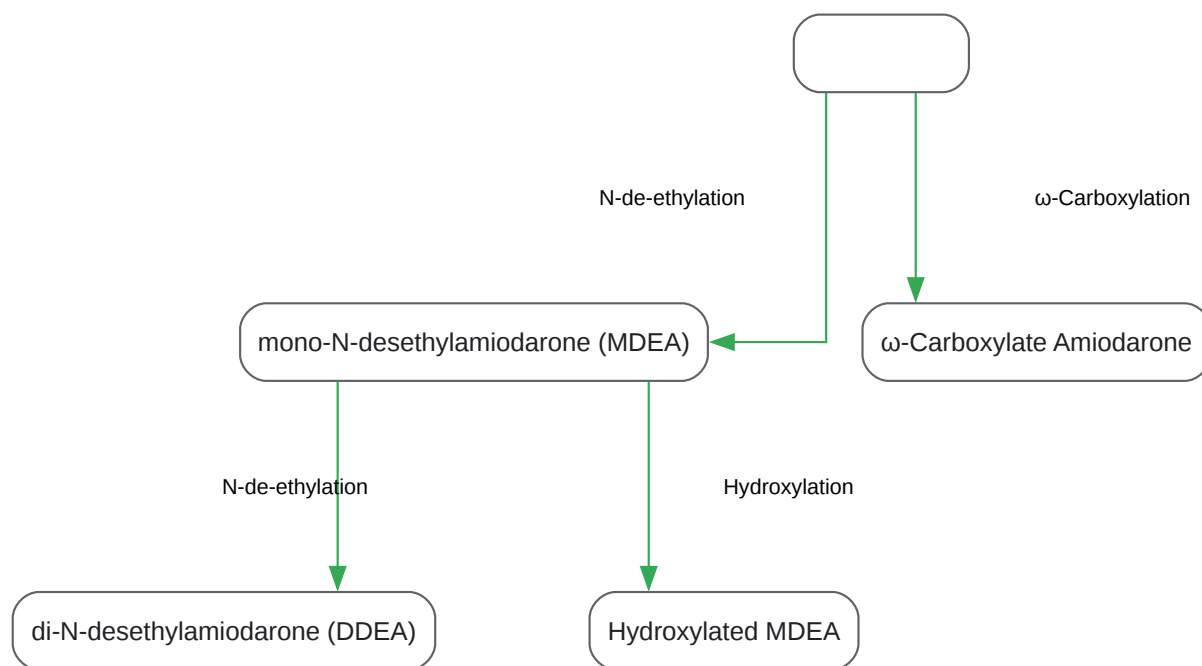 N-de-ethylation
ω-Carboxylation
mono-N-desethylamiodarone (MDEA)
ω-Carboxylate Amiodarone
N-de-ethylation
Hydroxylation
di-N-desethylamiodarone (DDEA)
Hydroxylated MDEA